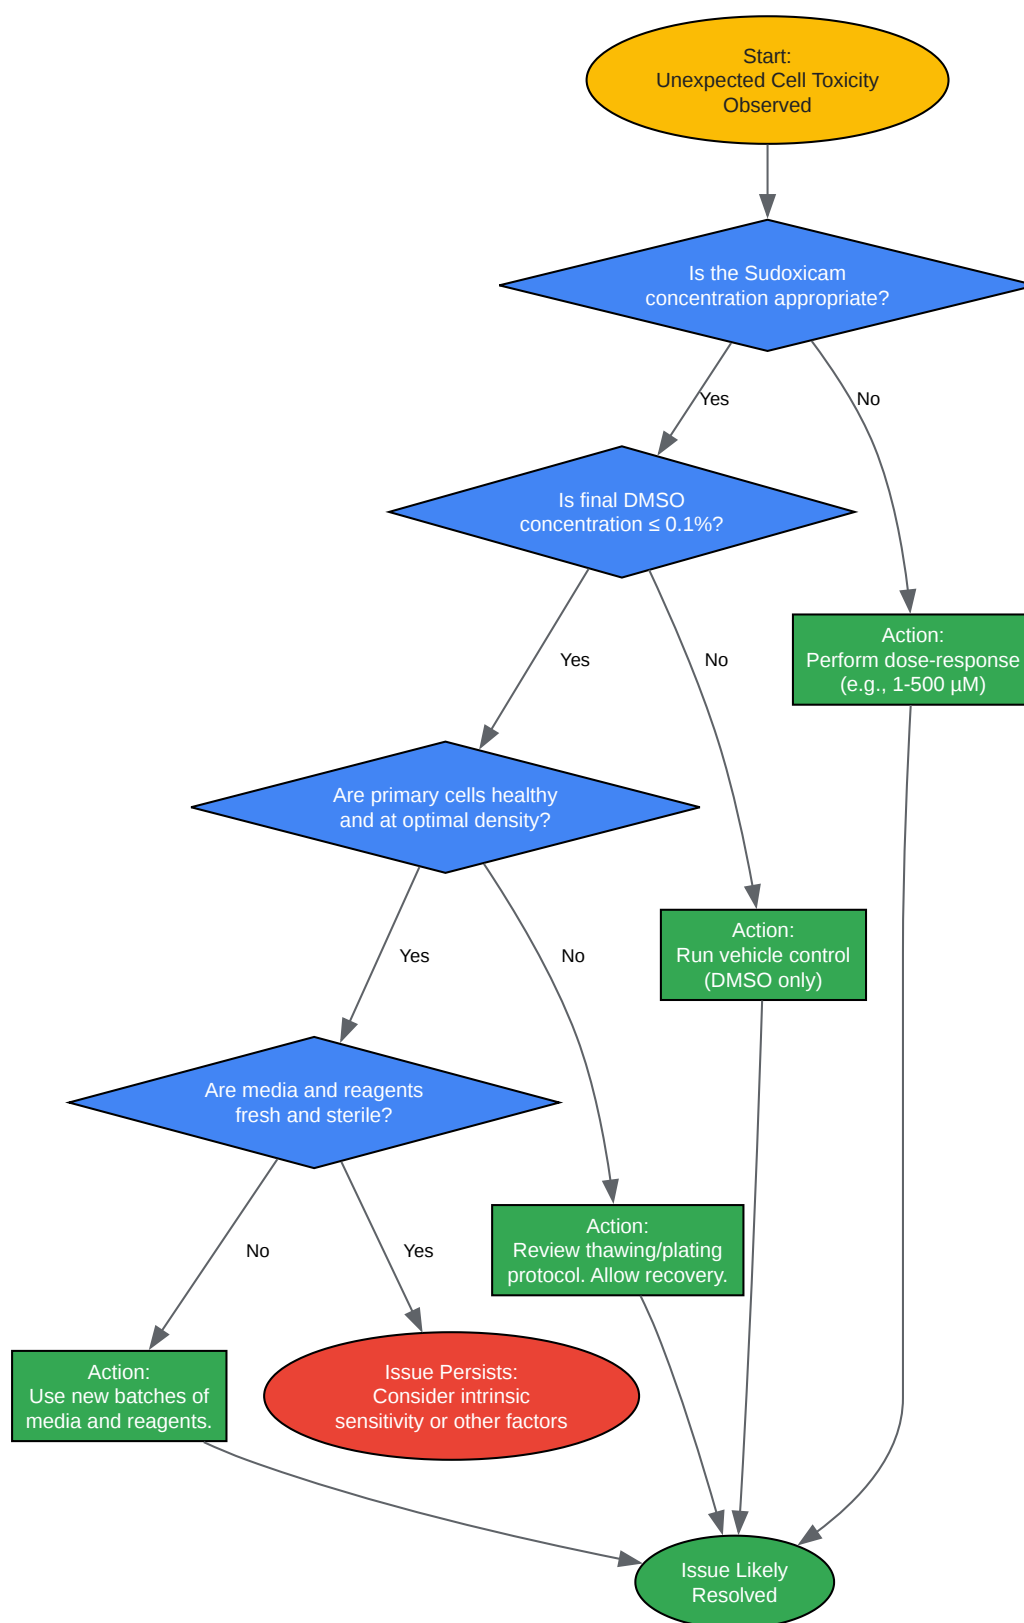 Start:
Unexpected Cell Toxicity
Observed
Is the Sudoxicam
concentration appropriate?
Yes
No
Is final DMSO
concentration ≤ 0.1%?
Action:
Perform dose-response
(e.g., 1-500 µM)
Yes
No
Are primary cells healthy
and at optimal density?
Action:
Run vehicle control
(DMSO only)
Yes
No
Are media and reagents
fresh and sterile?
Action:
Review thawing/plating
protocol. Allow recovery.
No
Yes
Action:
Use new batches of
media and reagents.
Issue Persists:
Consider intrinsic
sensitivity or other factors
Issue Likely
Resolved